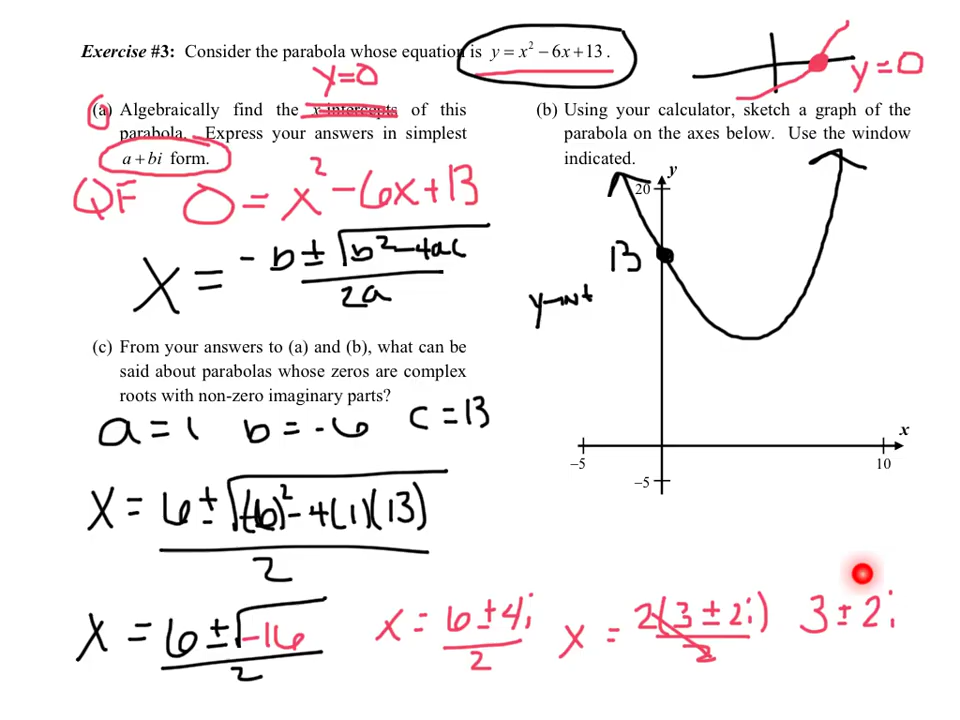 Exercise #3: Consider the parabola whose equation is y = x² − 6x + 13.
y = 0
y = 0
(a) Algebraically find the x-intercepts of this
parabola. Express your answers in simplest
a + bi form.
QF 0 = x² − 6x + 13
x = −b ± √b² − 4ac / 2a
(b) Using your calculator, sketch a graph of the
parabola on the axes below. Use the window
indicated.
y
20
13
y-int
x
−5
10
−5
(c) From your answers to (a) and (b), what can be
said about parabolas whose zeros are complex
roots with non-zero imaginary parts?
a = 1 b = −6 c = 13
x = 6 ± √(−6)² − 4(1)(13) / 2
x = 6 ± √−16 / 2 x = 6 ± 4i / 2 x = 2(3 ± 2i) / 2 3 ± 2i